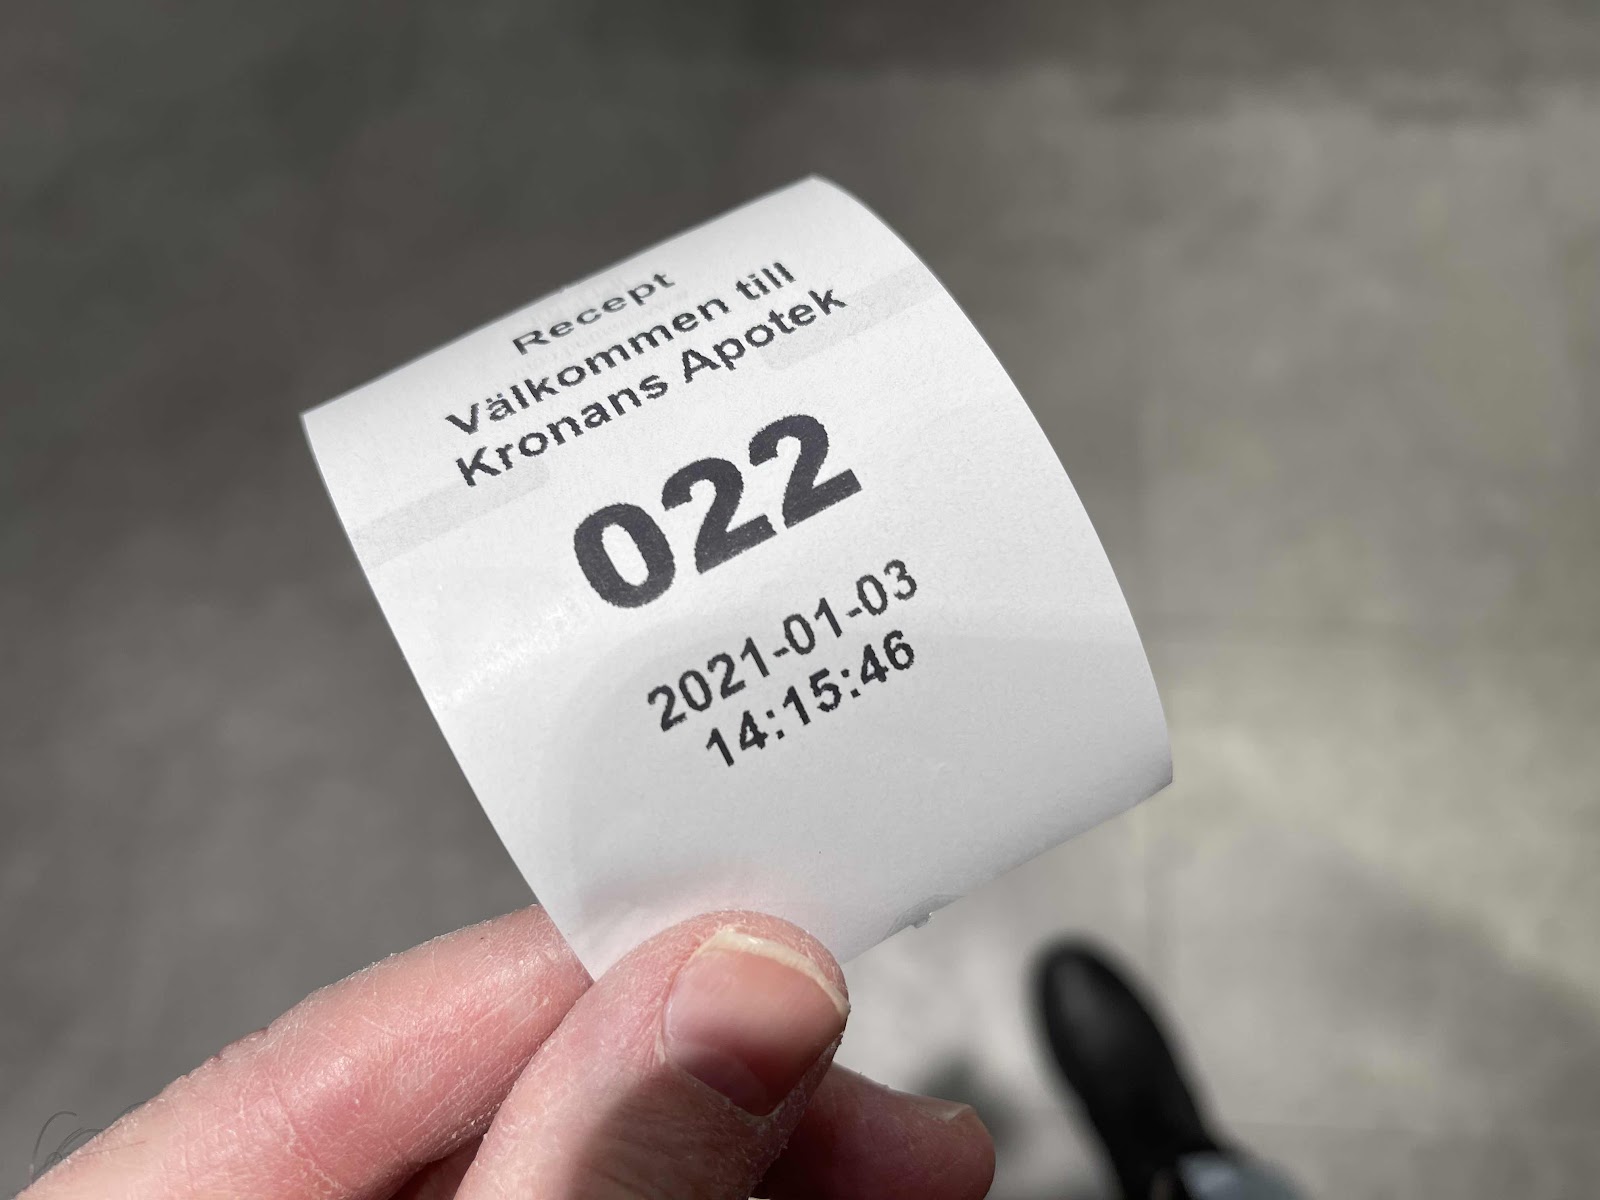 Recept
Välkommen till
Kronans Apotek
022
2021-01-03
14:15:46